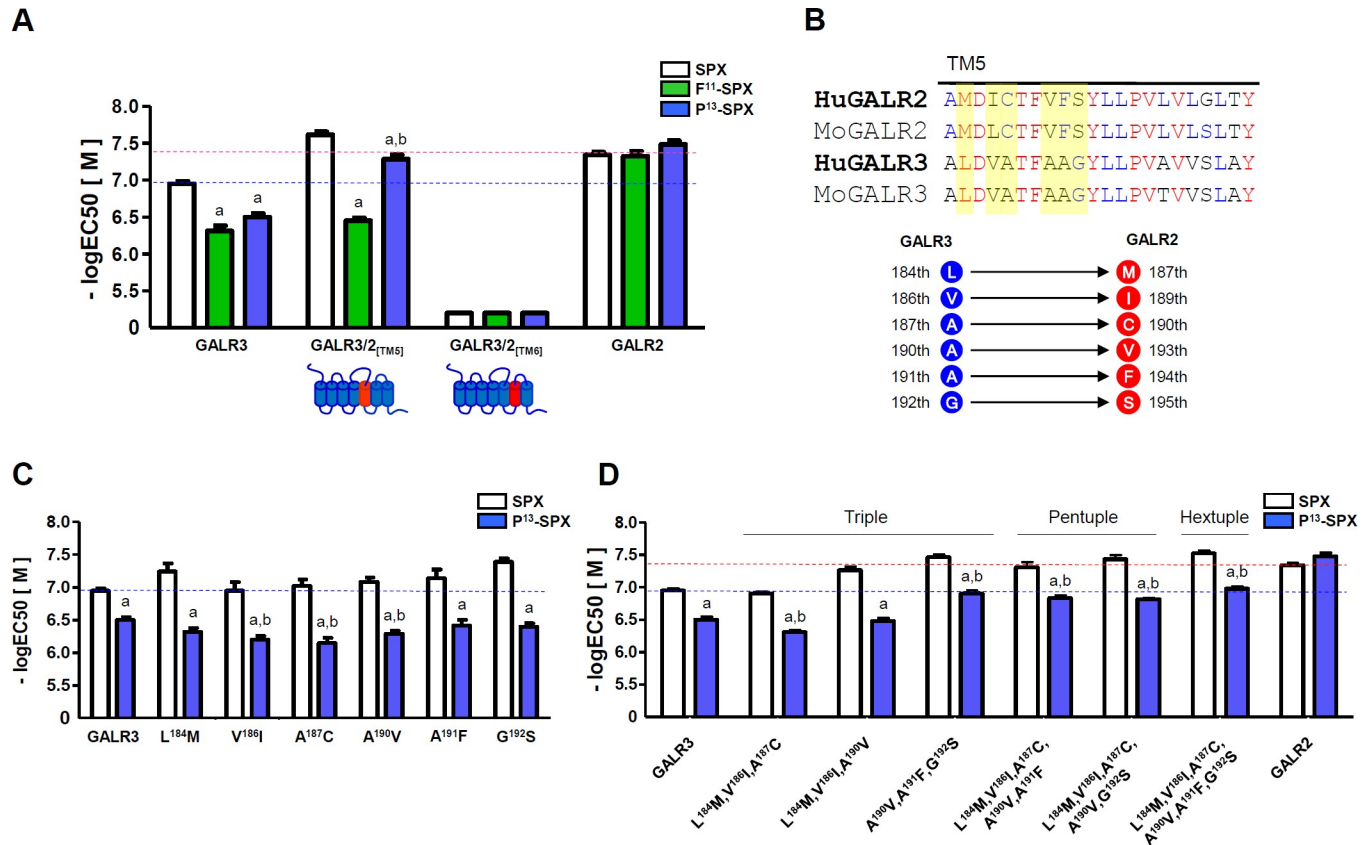 A
SPX
F¹¹-SPX
P¹³-SPX
- logEC50 [ M ]
8.0
7.5
7.0
6.5
6.0
5.5
0
a
a
a
a,b
GALR3
GALR3/2[TM5]
GALR3/2[TM6]
GALR2
B
TM5
HuGALR2 AMDICTFVFSYLLPVLVLGLTY
MoGALR2 AMDLCTFVFSYLLPVLVLSLTY
HuGALR3 ALDVATFAAGYLLPVAVVSLAY
MoGALR3 ALDVATFAAGYLLPVTVVSLAY
GALR3 GALR2
184th L M 187th
186th V I 189th
187th A C 190th
190th A V 193th
191th A F 194th
192th G S 195th
C
SPX
P¹³-SPX
- logEC50 [ M ]
8.0
7.5
7.0
6.5
6.0
5.5
0
a
a
a,b
a,b
a,b
a
a
GALR3
L¹⁸⁴M
V¹⁸⁶I
A¹⁸⁷C
A¹⁹⁰V
A¹⁹¹F
G¹⁹²S
D
SPX
P¹³-SPX
Triple
Pentuple
Hextuple
- logEC50 [ M ]
8.0
7.5
7.0
6.5
6.0
5.5
0
a
a,b
a
a,b
a,b
a,b
a,b
GALR3
L¹⁸⁴M,V¹⁸⁶I,A¹⁸⁷C
L¹⁸⁴M,V¹⁸⁶I,A¹⁹⁰V
A¹⁹⁰V,A¹⁹¹F,G¹⁹²S
L¹⁸⁴M,V¹⁸⁶I,A¹⁸⁷C,
A¹⁹⁰V,A¹⁹¹F
L¹⁸⁴M,V¹⁸⁶I,A¹⁸⁷C,
A¹⁹⁰V,G¹⁹²S
L¹⁸⁴M,V¹⁸⁶I,A¹⁸⁷C,
A¹⁹⁰V,A¹⁹¹F,G¹⁹²S
GALR2